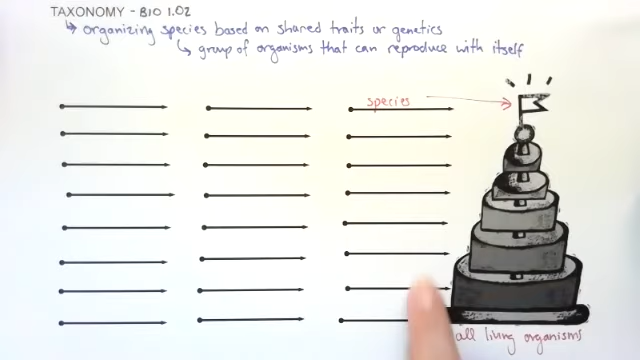 TAXONOMY - BIO 1.02
↳ organizing species based on shared traits or genetics
↳ group of organisms that can reproduce with itself
species
all living organisms